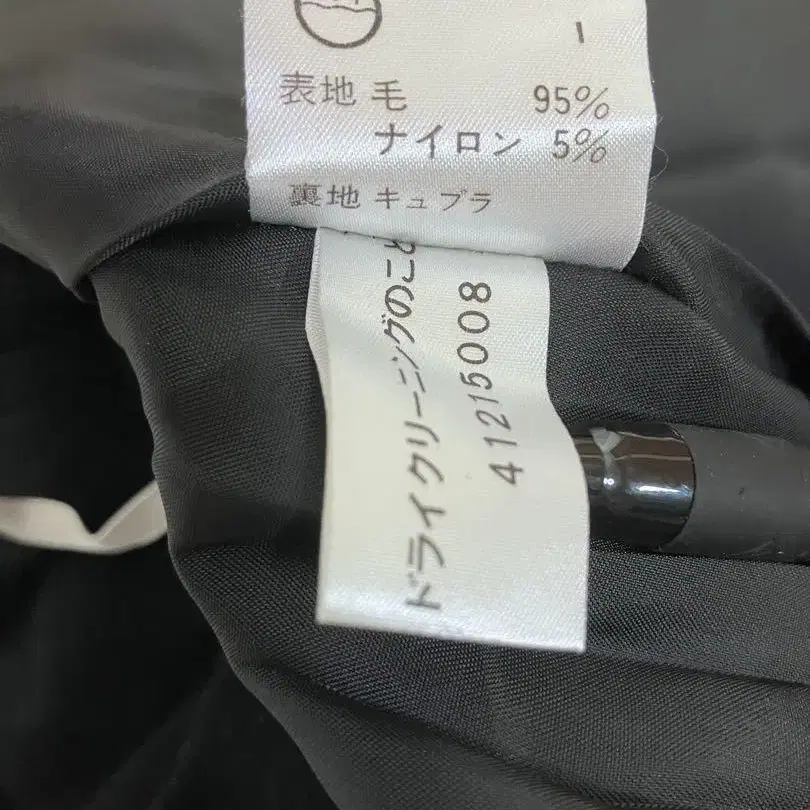 表地 毛 95%
ナイロン 5%
裏地 キュプラ
ドライクリーニングのこと
41215008